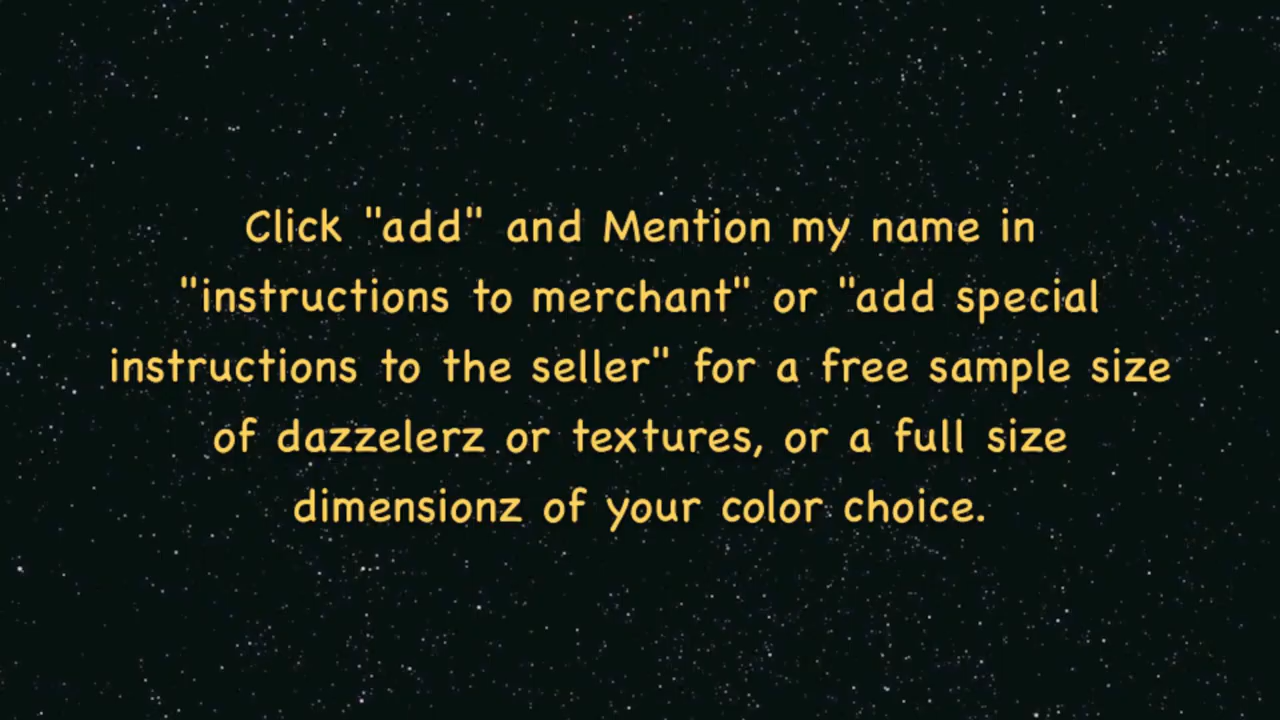 Click "add" and Mention my name in
"instructions to merchant" or "add special
instructions to the seller" for a free sample size
of dazzelerz or textures, or a full size
dimensionz of your color choice.